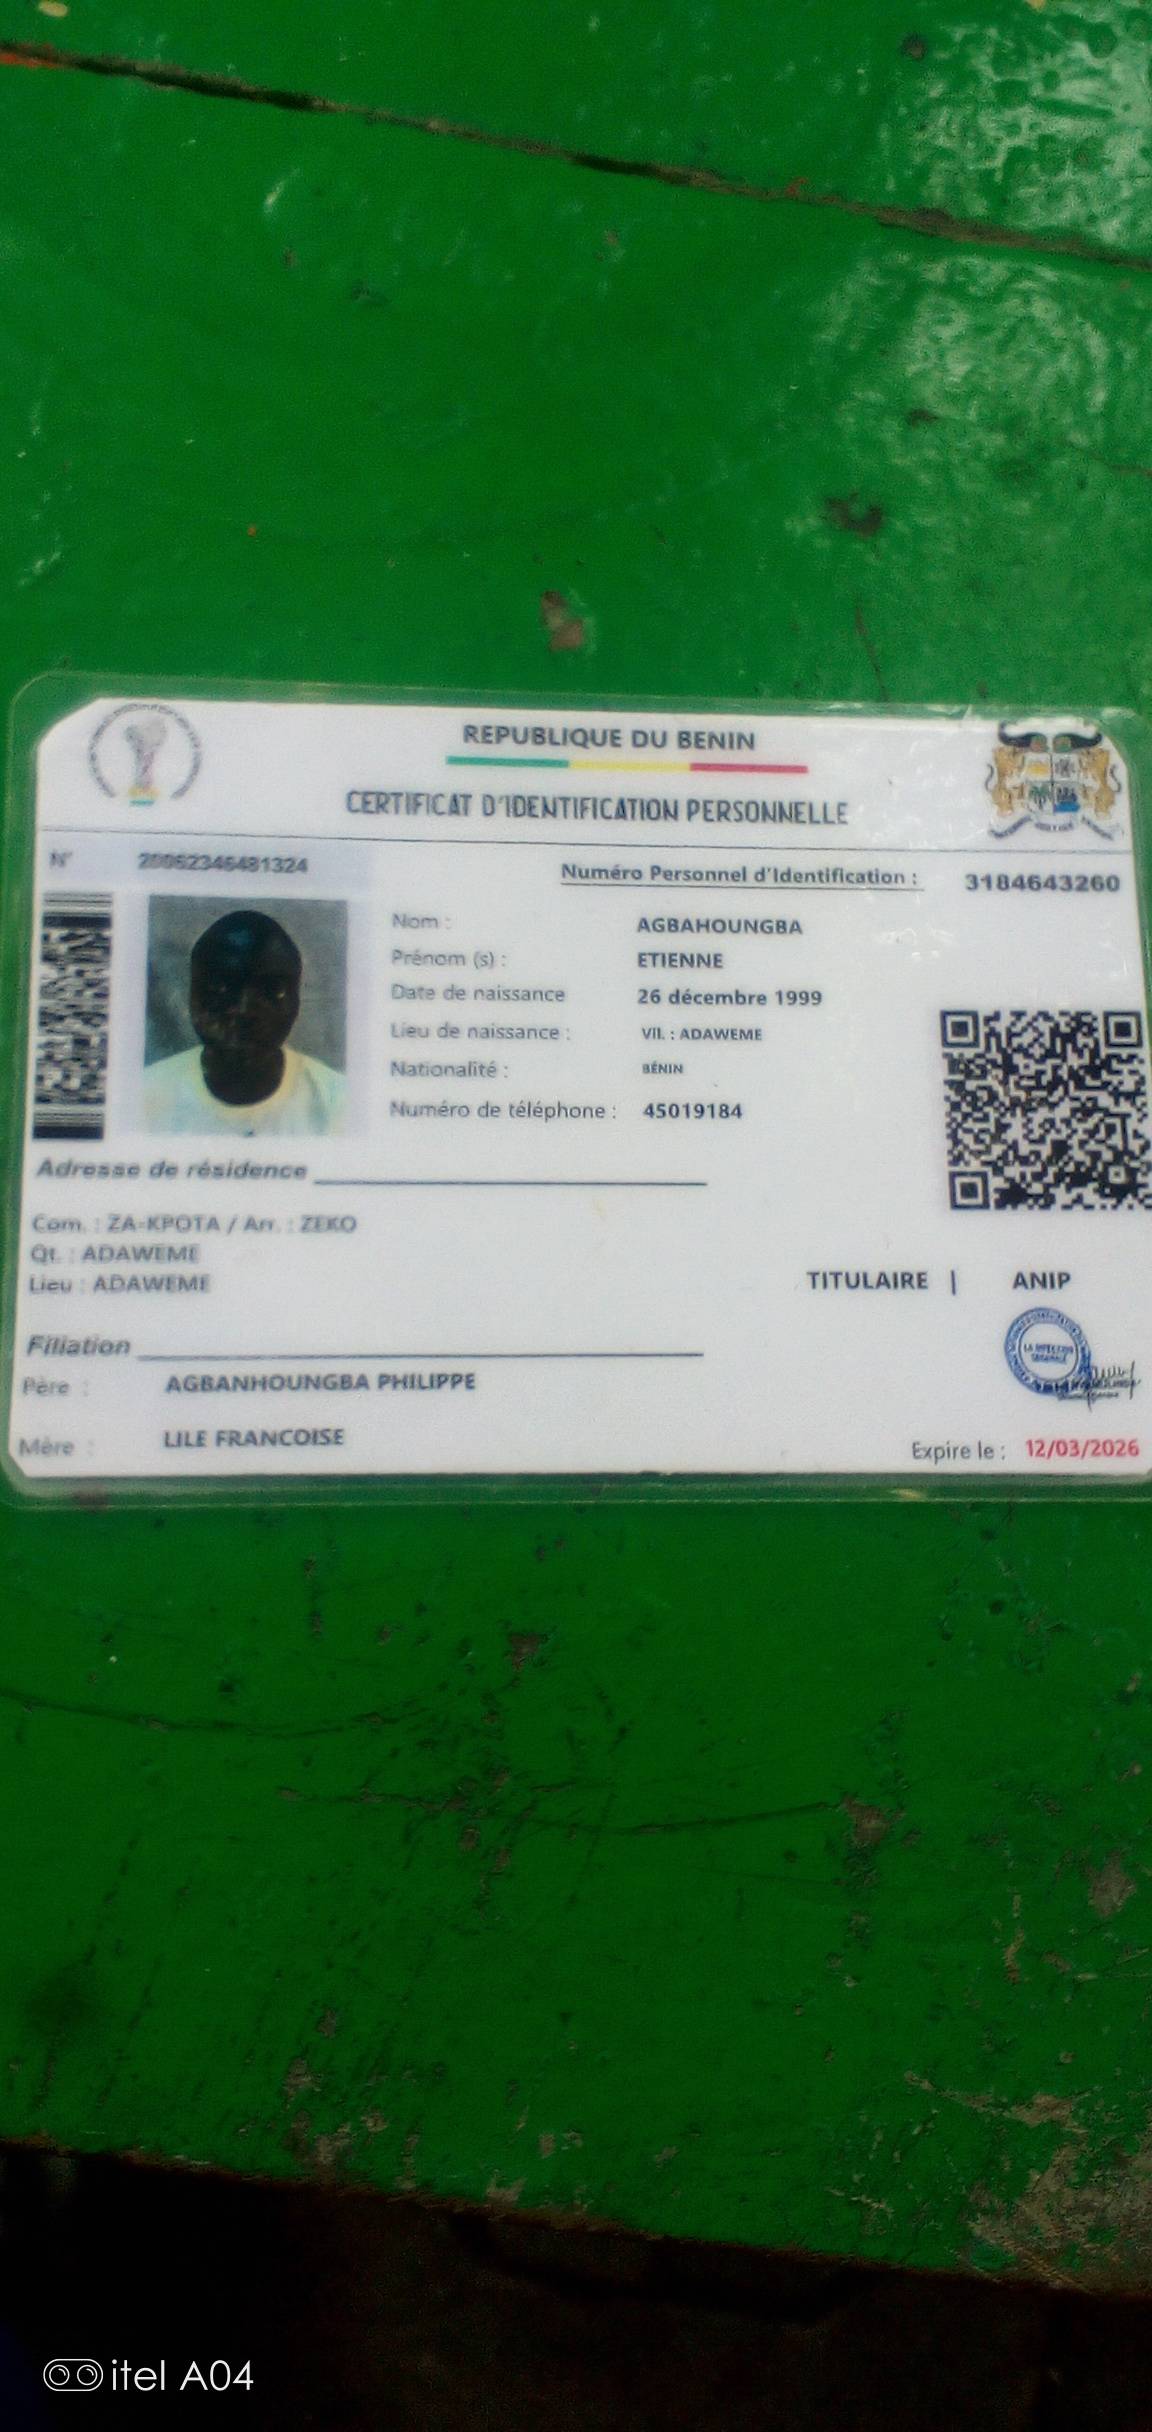 REPUBLIQUE DU BENIN
CERTIFICAT D'IDENTIFICATION PERSONNELLE
N° 20062346481324
Numéro Personnel d'Identification : 3184643260
Nom : AGBAHOUNGBA
Prénom (s) : ETIENNE
Date de naissance 26 décembre 1999
Lieu de naissance : Vil. : ADAWEME
Nationalité : BÉNIN
Numéro de téléphone : 45019184
Adresse de résidence
Com. : ZA-KPOTA / Arr. : ZEKO
Qt. : ADAWEME
Lieu : ADAWEME
TITULAIRE | ANIP
Filiation
Père : AGBANHOUNGBA PHILIPPE
Mère : LILE FRANCOISE
Expire le : 12/03/2026
itel A04